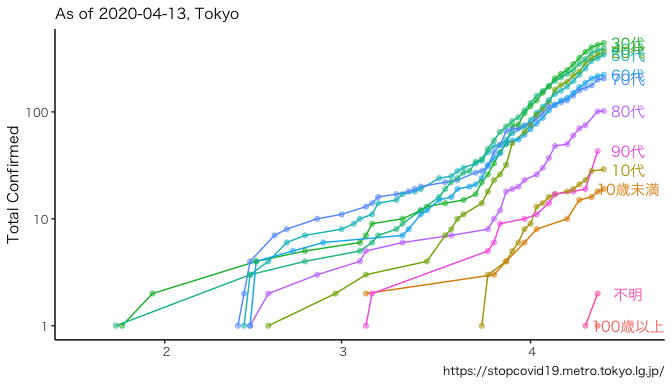 As of 2020-04-13, Tokyo
Total Confirmed
100
10
1
30代
60代
70代
80代
90代
10代
10歳未満
不明
100歳以上
2
3
4
https://stopcovid19.metro.tokyo.lg.jp/